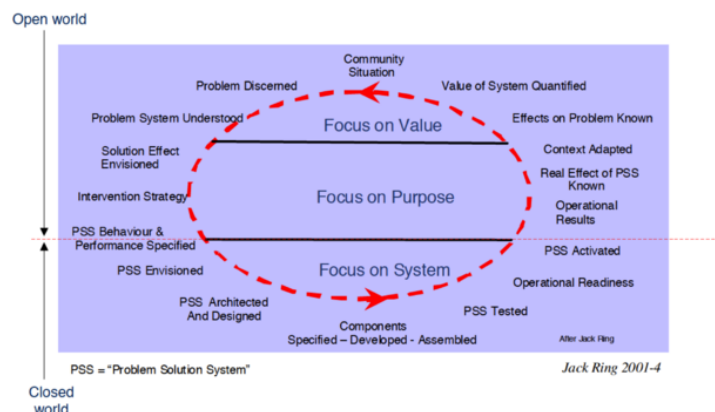 Open world
Community
Situation
Problem Discerned
Value of System Quantified
Problem System Understood
Focus on Value
Effects on Problem Known
Solution Effect
Envisioned
Context Adapted
Real Effect of PSS
Known
Intervention Strategy
Focus on Purpose
Operational
Results
PSS Behaviour &
Performance Specified
PSS Activated
PSS Envisioned
Focus on System
Operational Readiness
PSS Architected
And Designed
PSS Tested
Components
Specified – Developed - Assembled
After Jack Ring
PSS = “Problem Solution System”
Jack Ring 2001-4
Closed
world